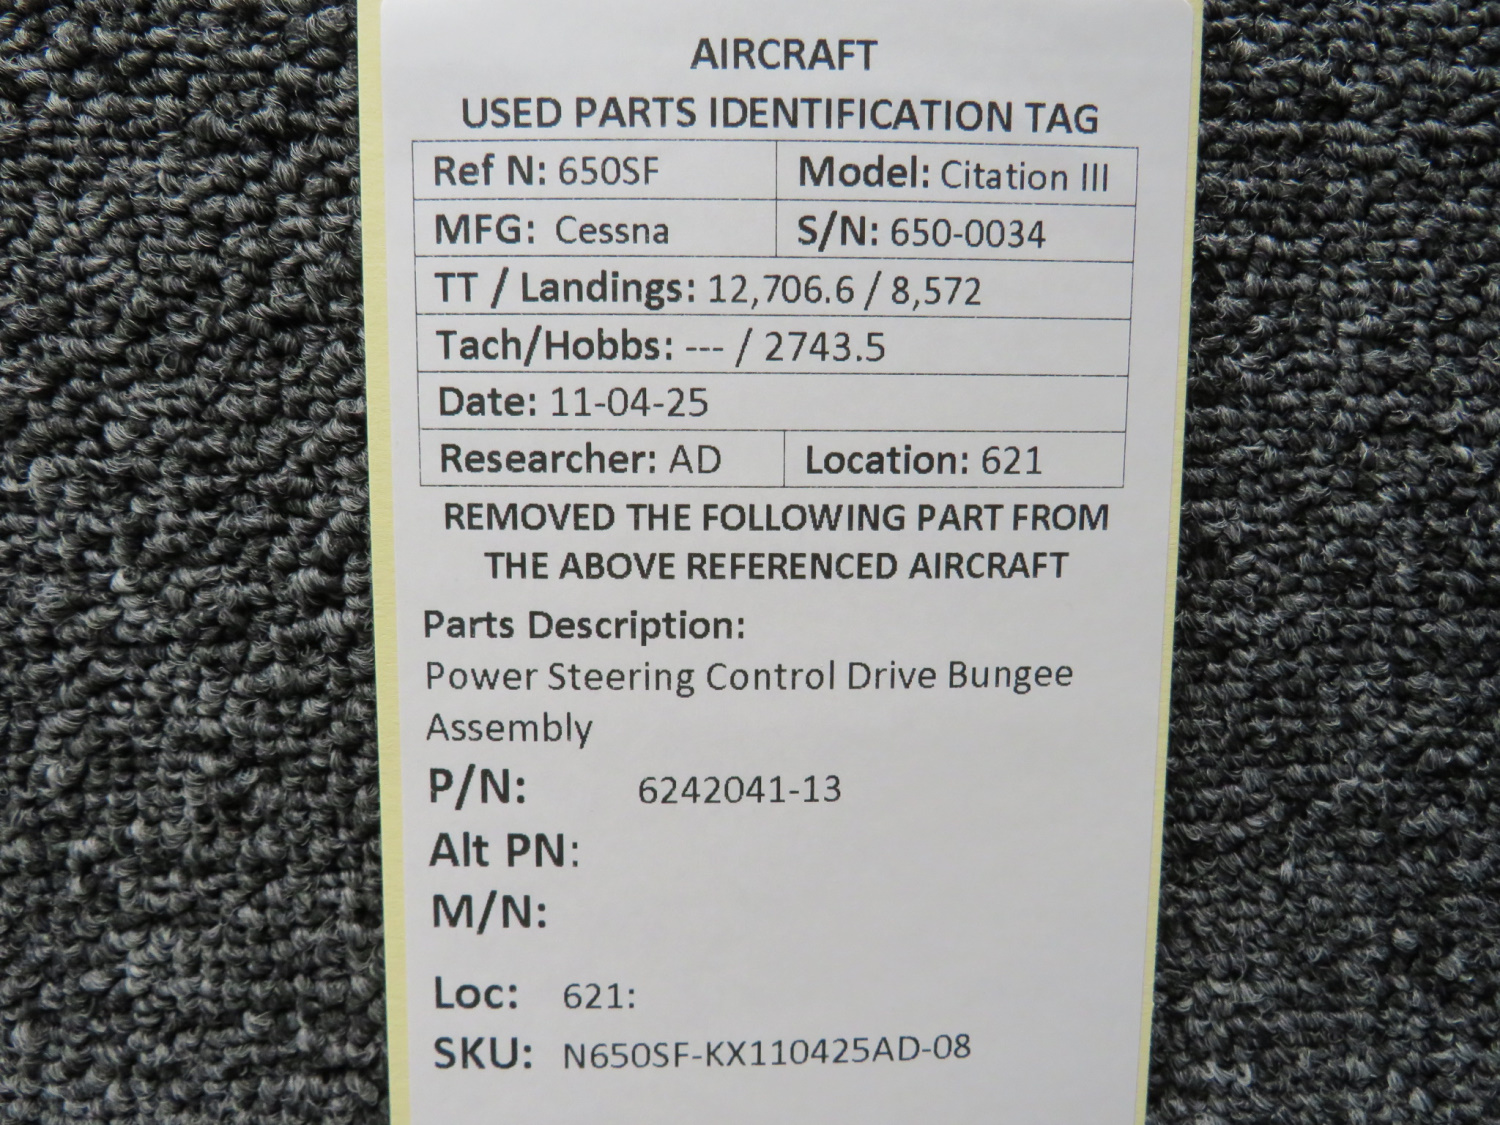 AIRCRAFT
USED PARTS IDENTIFICATION TAG
Ref N: 650SF Model: Citation III
MFG: Cessna S/N: 650-0034
TT / Landings: 12,706.6 / 8,572
Tach/Hobbs: --- / 2743.5
Date: 11-04-25
Researcher: AD Location: 621
REMOVED THE FOLLOWING PART FROM
THE ABOVE REFERENCED AIRCRAFT
Parts Description:
Power Steering Control Drive Bungee
Assembly
P/N: 6242041-13
Alt PN:
M/N:
Loc: 621:
SKU: N650SF-KX110425AD-08